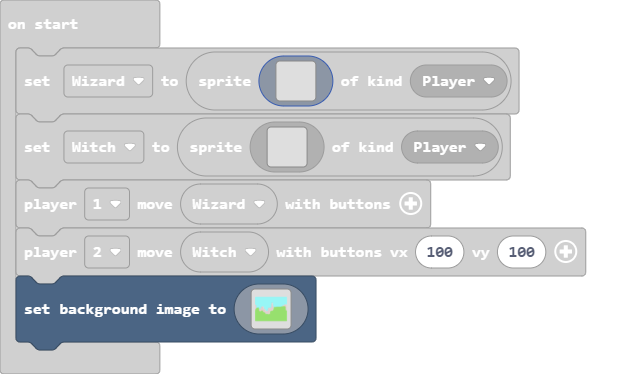 on start
set Wizard to sprite of kind Player
set Witch to sprite of kind Player
player 1 move Wizard with buttons
player 2 move Witch with buttons vx 100 vy 100
set background image to